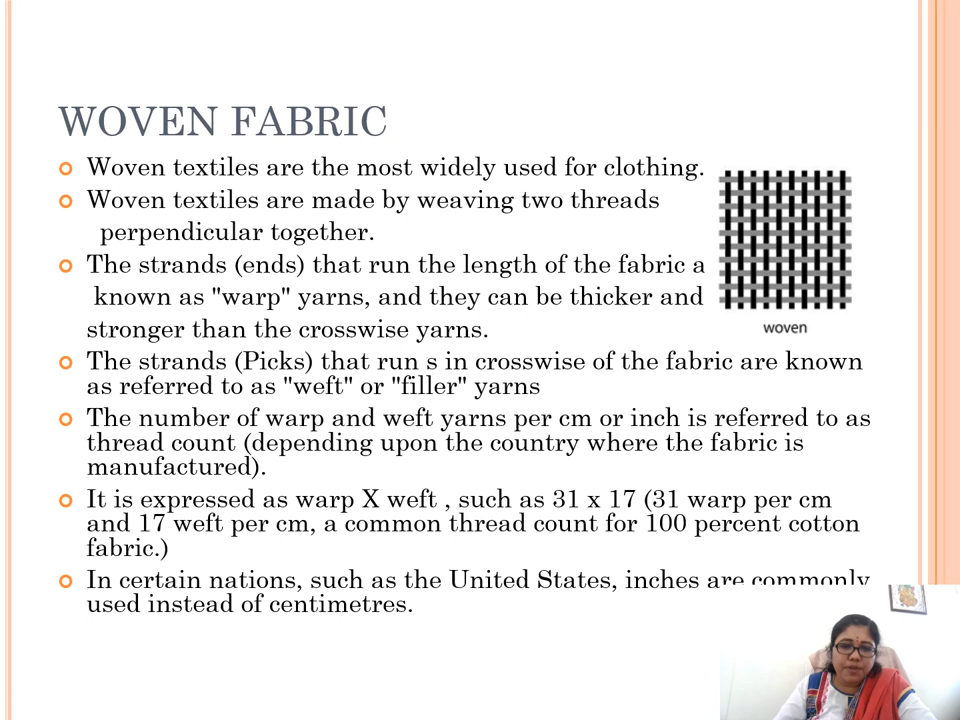 WOVEN FABRIC
Woven textiles are the most widely used for clothing.
Woven textiles are made by weaving two threads
perpendicular together.
The strands (ends) that run the length of the fabric a
known as "warp" yarns, and they can be thicker and
stronger than the crosswise yarns.
woven
The strands (Picks) that run s in crosswise of the fabric are known
as referred to as "weft" or "filler" yarns
The number of warp and weft yarns per cm or inch is referred to as
thread count (depending upon the country where the fabric is
manufactured).
It is expressed as warp X weft , such as 31 x 17 (31 warp per cm
and 17 weft per cm, a common thread count for 100 percent cotton
fabric.)
In certain nations, such as the United States, inches are commonly
used instead of centimetres.